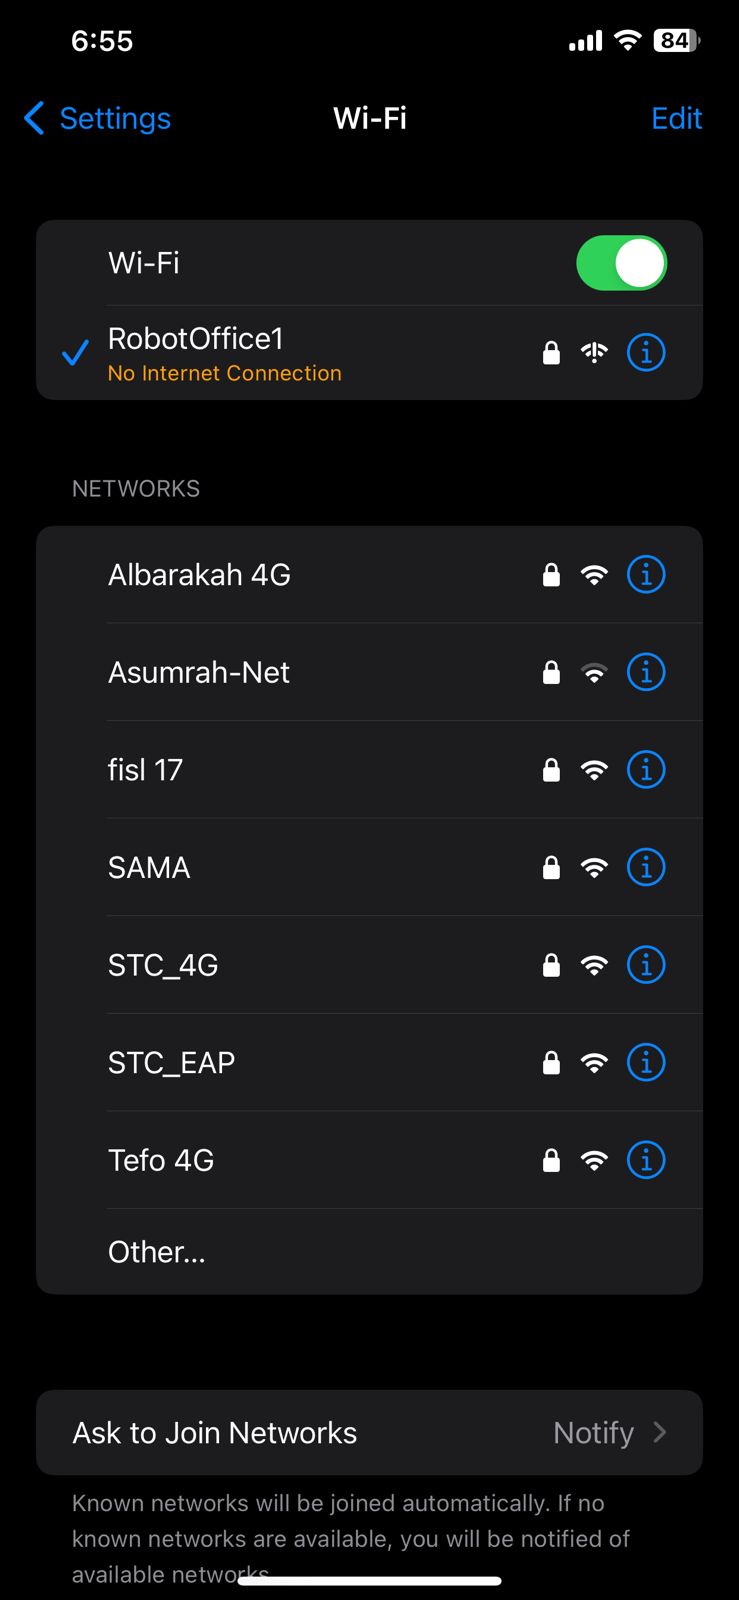 6:55
84
Settings
Wi-Fi
Edit
Wi-Fi
RobotOffice1
No Internet Connection
NETWORKS
Albarakah 4G
Asumrah-Net
fisl 17
SAMA
STC_4G
STC_EAP
Tefo 4G
Other...
Ask to Join Networks
Notify
Known networks will be joined automatically. If no
known networks are available, you will be notified of
available networks.